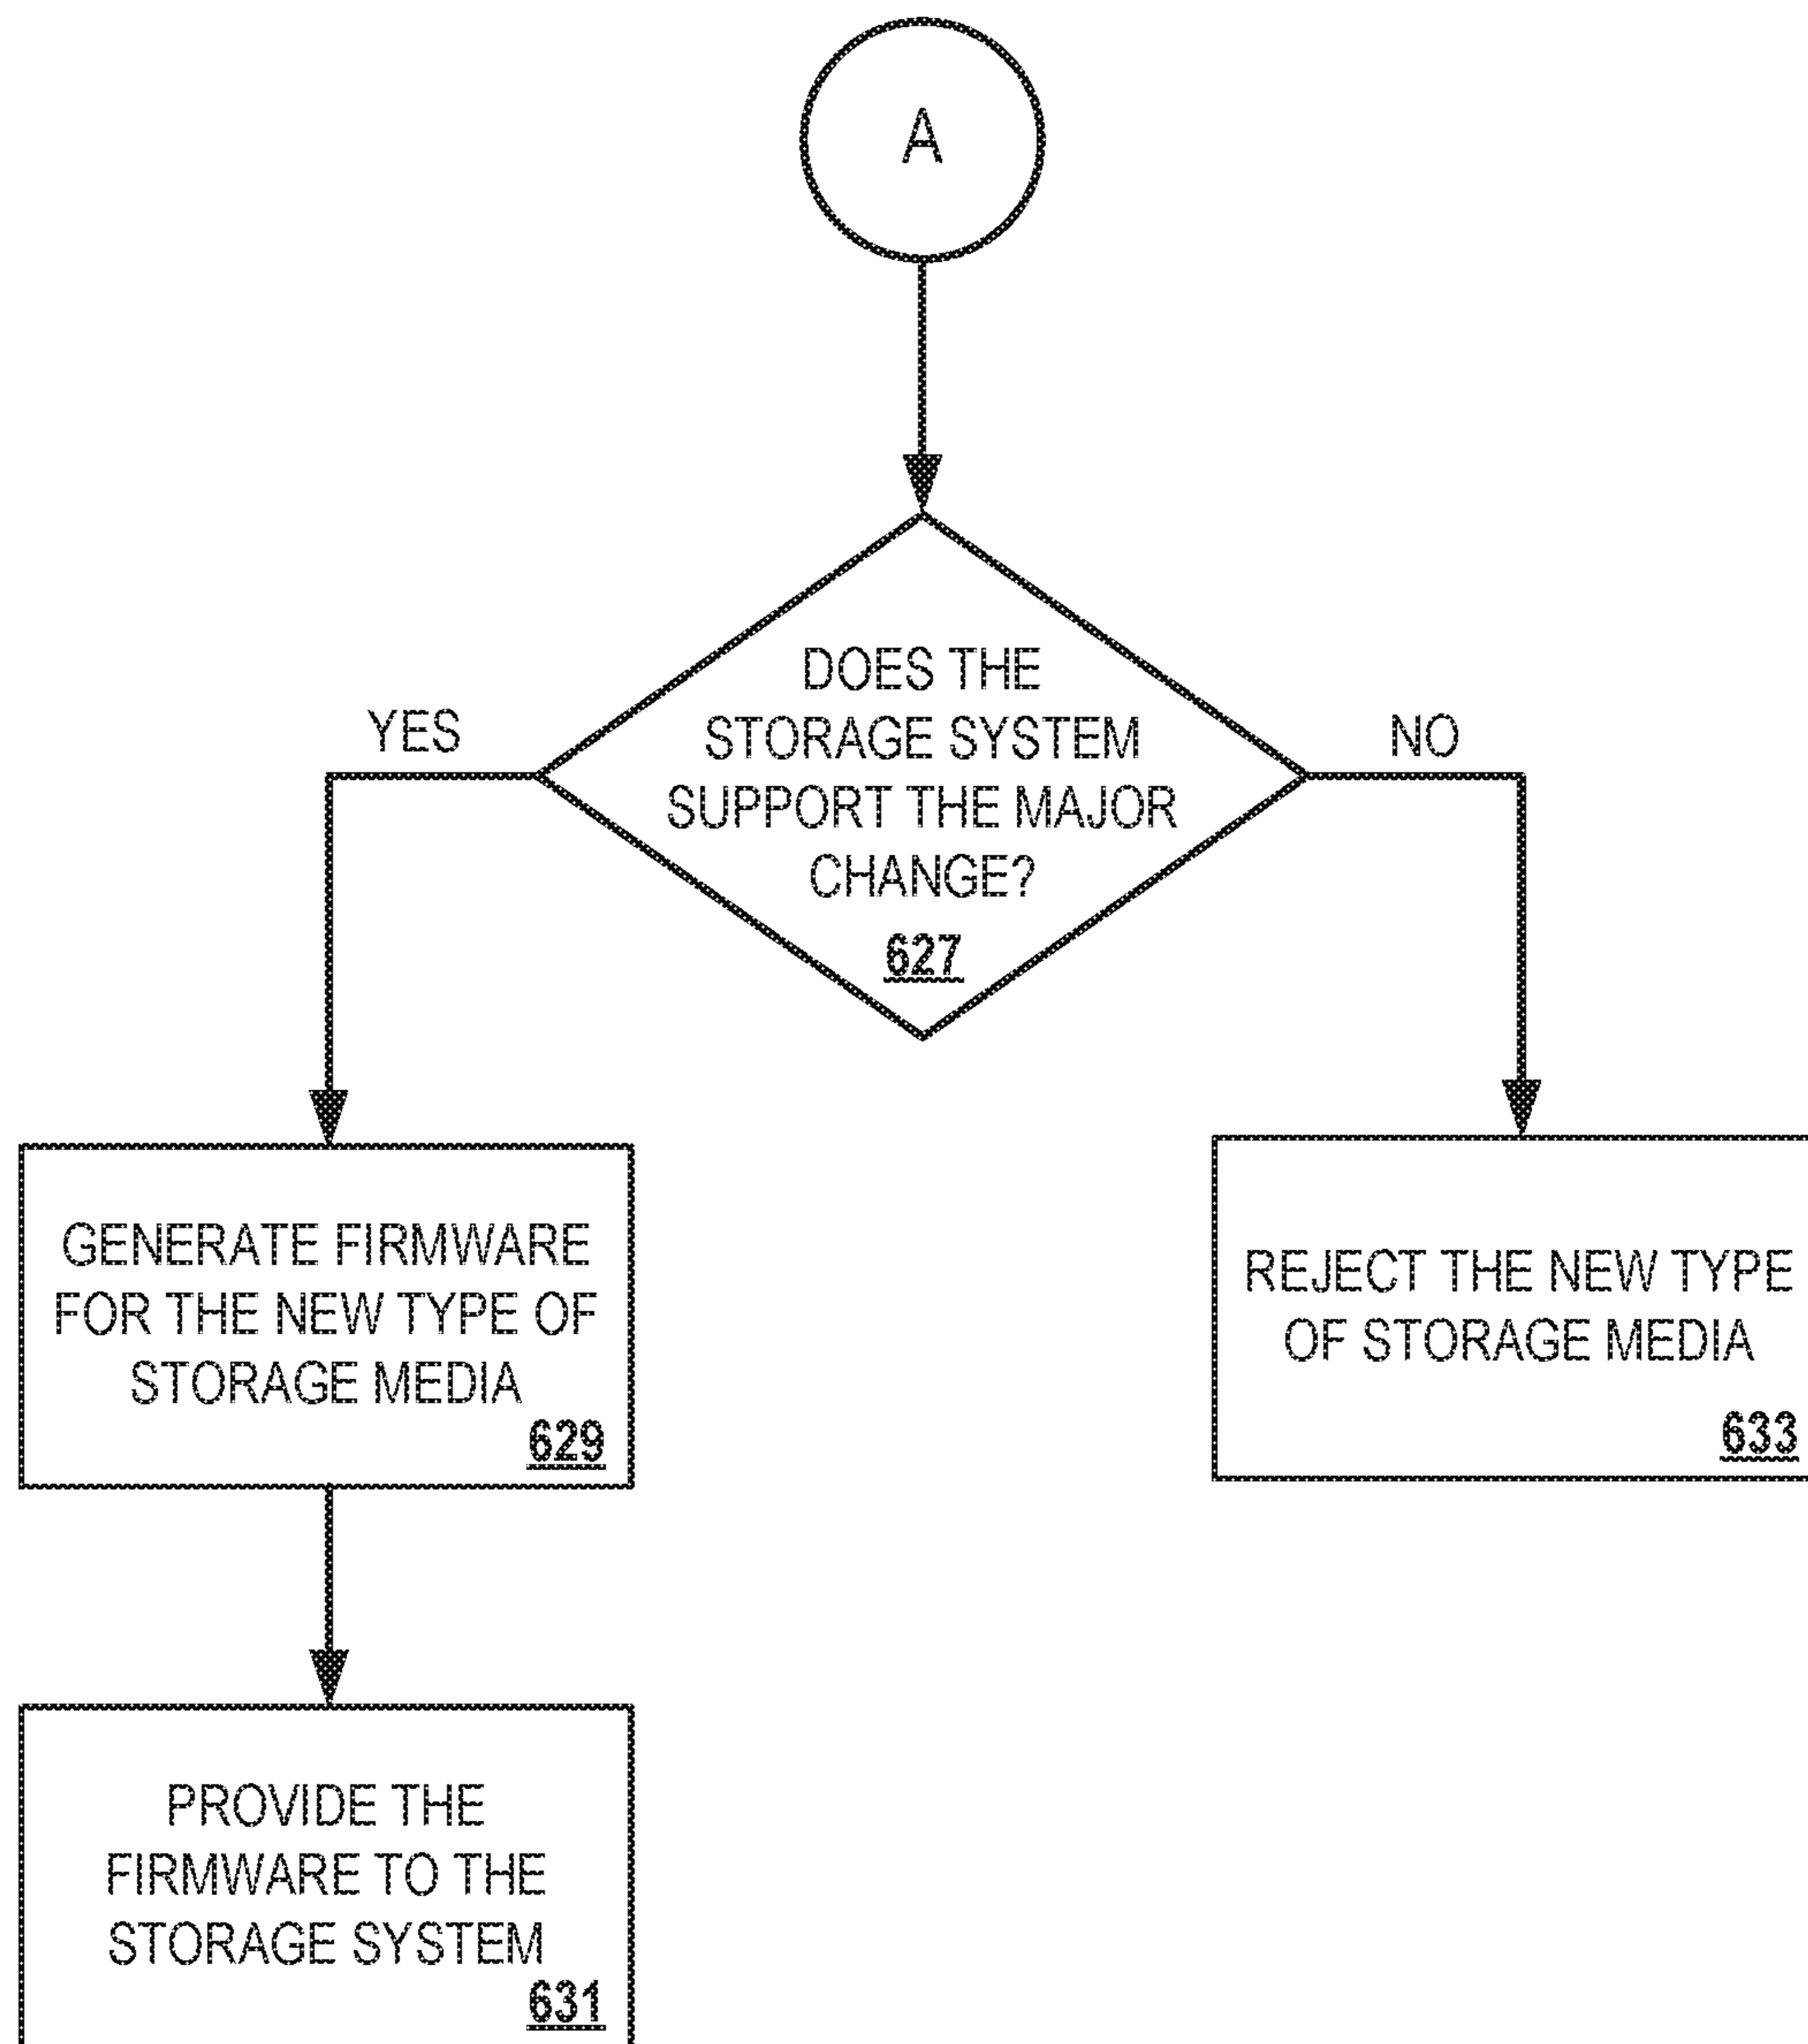 A
DOES THE
STORAGE SYSTEM
SUPPORT THE MAJOR
CHANGE?
627
YES
NO
GENERATE FIRMWARE
FOR THE NEW TYPE OF
STORAGE MEDIA
629
REJECT THE NEW TYPE
OF STORAGE MEDIA
633
PROVIDE THE
FIRMWARE TO THE
STORAGE SYSTEM
631